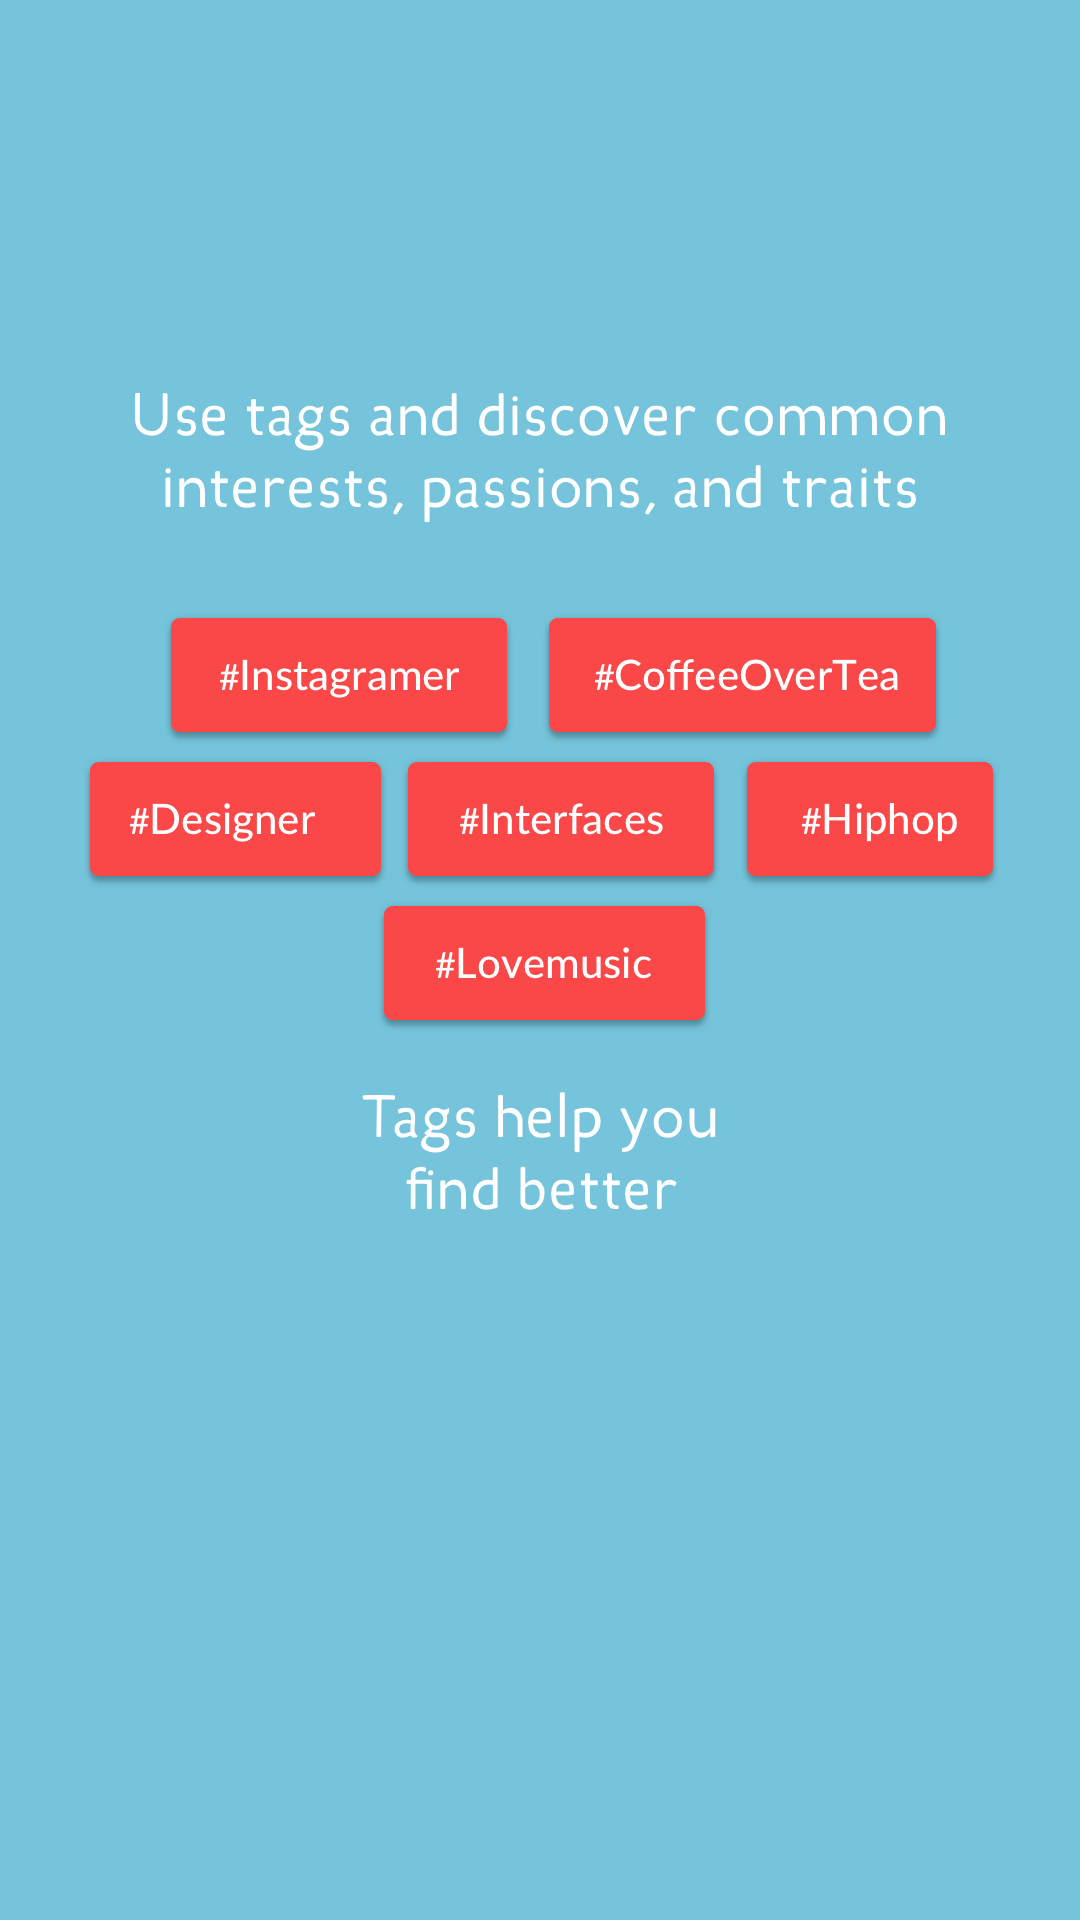 Use tags and discover common
interests, passions, and traits
#Instagramer #CoffeeOverTea
#Designer #Interfaces #Hiphop
#Lovemusic
Tags help you
find better